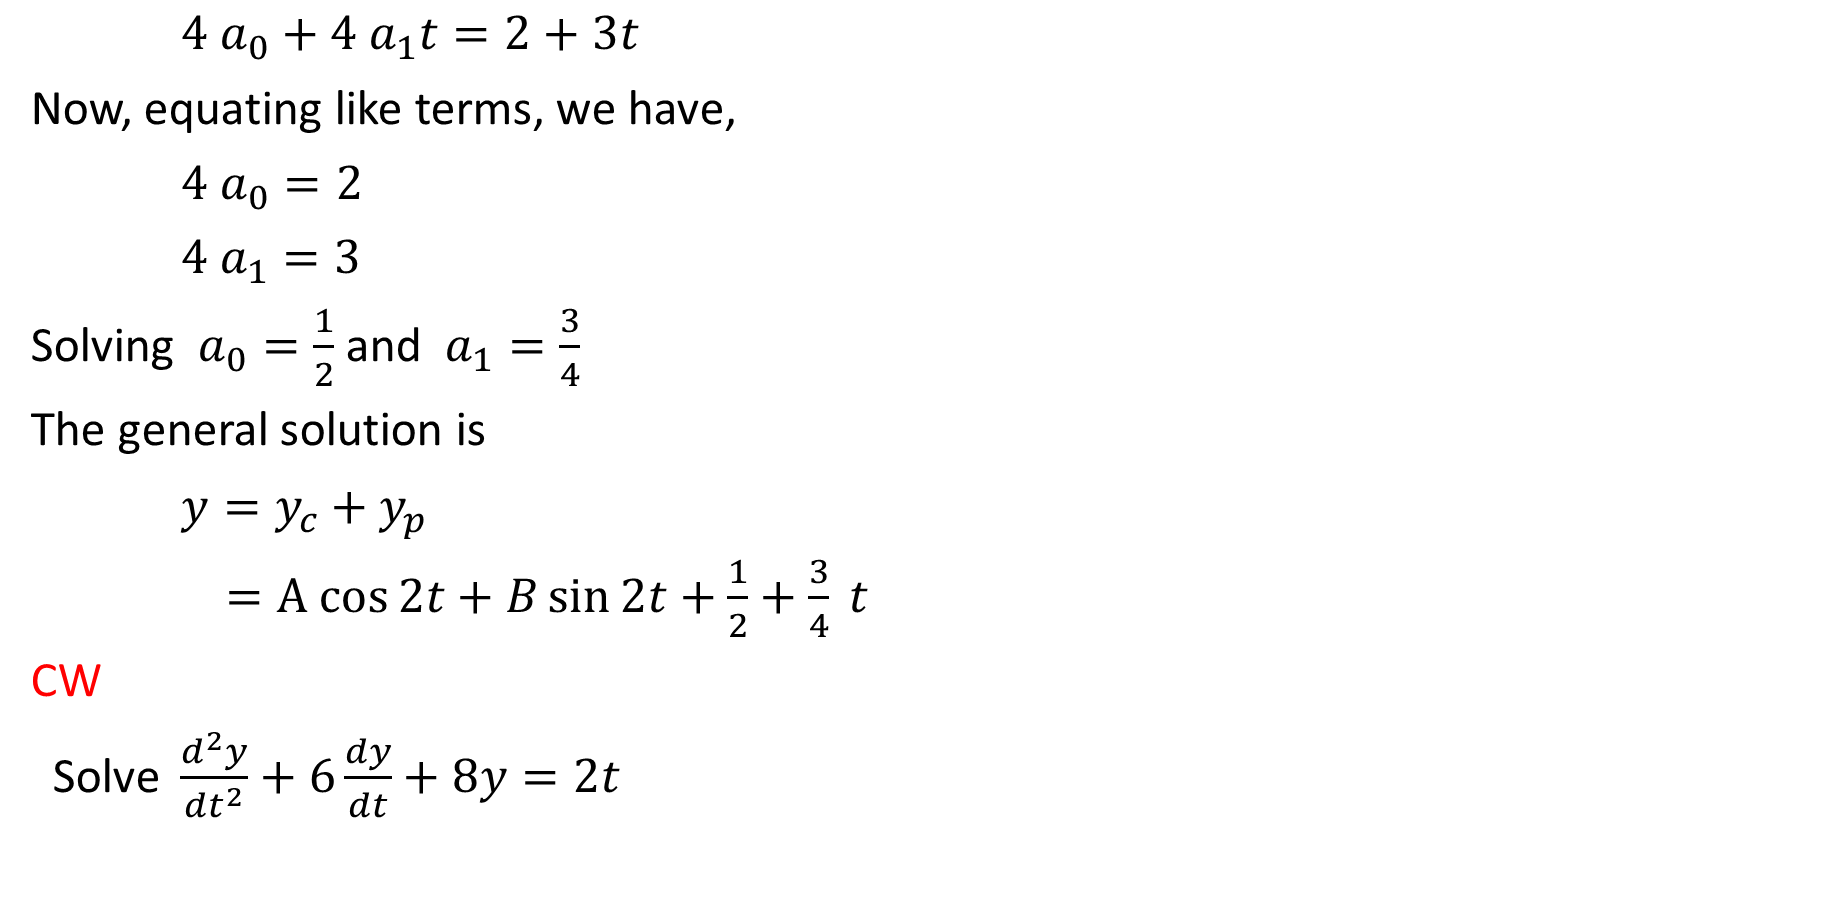 4 a₀ + 4 a₁t = 2 + 3t
Now, equating like terms, we have,
4 a₀ = 2
4 a₁ = 3
Solving a₀ = 1/2 and a₁ = 3/4
The general solution is
y = y_c + y_p
= A cos 2t + B sin 2t + 1/2 + 3/4 t
CW
Solve d²y/dt² + 6 dy/dt + 8y = 2t